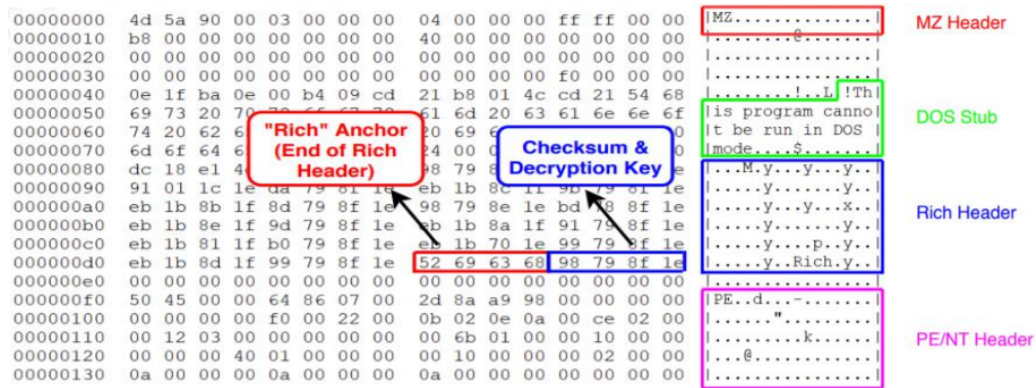 00000000 4d 5a 90 00 03 00 00 00 04 00 00 00 ff ff 00 00 |MZ..............| MZ Header
00000010 b8 00 00 00 00 00 00 00 40 00 00 00 00 00 00 00 |........@.......|
00000020 00 00 00 00 00 00 00 00 00 00 00 00 00 00 00 00 |................|
00000030 00 00 00 00 00 00 00 00 00 00 00 00 f0 00 00 00 |................|
00000040 0e 1f ba 0e 00 b4 09 cd 21 b8 01 4c cd 21 54 68 |........!..L !Th|
00000050 69 73 20 70 61 6d 20 63 61 6e 6e 6f |is program canno| DOS Stub
00000060 74 20 62 20 69 |t be run in DOS |
00000070 6d 6f 64 24 00 |mode....$.......|
"Rich" Anchor
(End of Rich
Header)
Checksum &
Decryption Key
00000080 dc 18 e1 98 79 |...M.y...y...y..|
00000090 91 01 1c 1e da 79 8f 1e eb 1b 79 8f 1e |.....y.......y..|
000000a0 eb 1b 8b 1f 8d 79 8f 1e 98 79 8e 1e 8f 1e |.....y...y...x..| Rich Header
000000b0 eb 1b 8e 1f 9d 79 8f 1e eb 1b 8a 1f 91 79 8f 1e |.....y.......y..|
000000c0 eb 1b 81 1f b0 79 8f 1e 1b 70 1e 99 79 8f 1e |.....y....p..y..|
000000d0 eb 1b 8d 1f 99 79 8f 1e 52 69 63 68 98 79 8f 1e |.....y..Rich.y..|
000000e0 00 00 00 00 00 00 00 00 00 00 00 00 00 00 00 00 |................|
000000f0 50 45 00 00 64 86 07 00 2d 8a a9 98 00 00 00 00 |PE..d...-.......|
00000100 00 00 00 00 f0 00 22 00 0b 02 0e 0a 00 ce 02 00 |......".........|
00000110 00 12 03 00 00 00 00 00 00 6b 01 00 00 10 00 00 |.........k......| PE/NT Header
00000120 00 00 00 40 01 00 00 00 00 10 00 00 00 02 00 00 |...@............|
00000130 0a 00 00 00 0a 00 00 00 0a 00 00 00 00 00 00 00 |................|